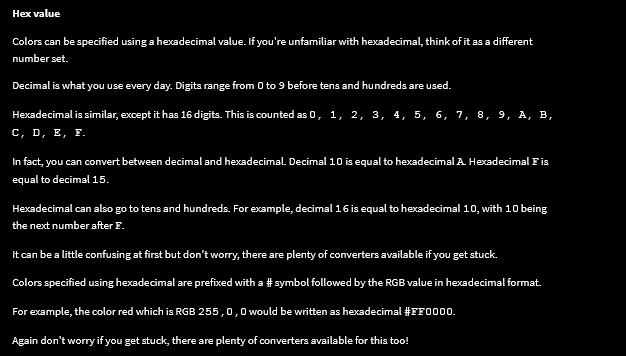 Hex value
Colors can be specified using a hexadecimal value. If you're unfamiliar with hexadecimal, think of it as a different
number set.
Decimal is what you use every day. Digits range from 0 to 9 before tens and hundreds are used.
Hexadecimal is similar, except it has 16 digits. This is counted as 0, 1, 2, 3, 4, 5, 6, 7, 8, 9, A, B,
C, D, E, F.
In fact, you can convert between decimal and hexadecimal. Decimal 10 is equal to hexadecimal A. Hexadecimal F is
equal to decimal 15.
Hexadecimal can also go to tens and hundreds. For example, decimal 16 is equal to hexadecimal 10, with 10 being
the next number after F.
It can be a little confusing at first but don't worry, there are plenty of converters available if you get stuck.
Colors specified using hexadecimal are prefixed with a # symbol followed by the RGB value in hexadecimal format.
For example, the color red which is RGB 255,0,0 would be written as hexadecimal #FF0000.
Again don't worry if you get stuck, there are plenty of converters available for this too!